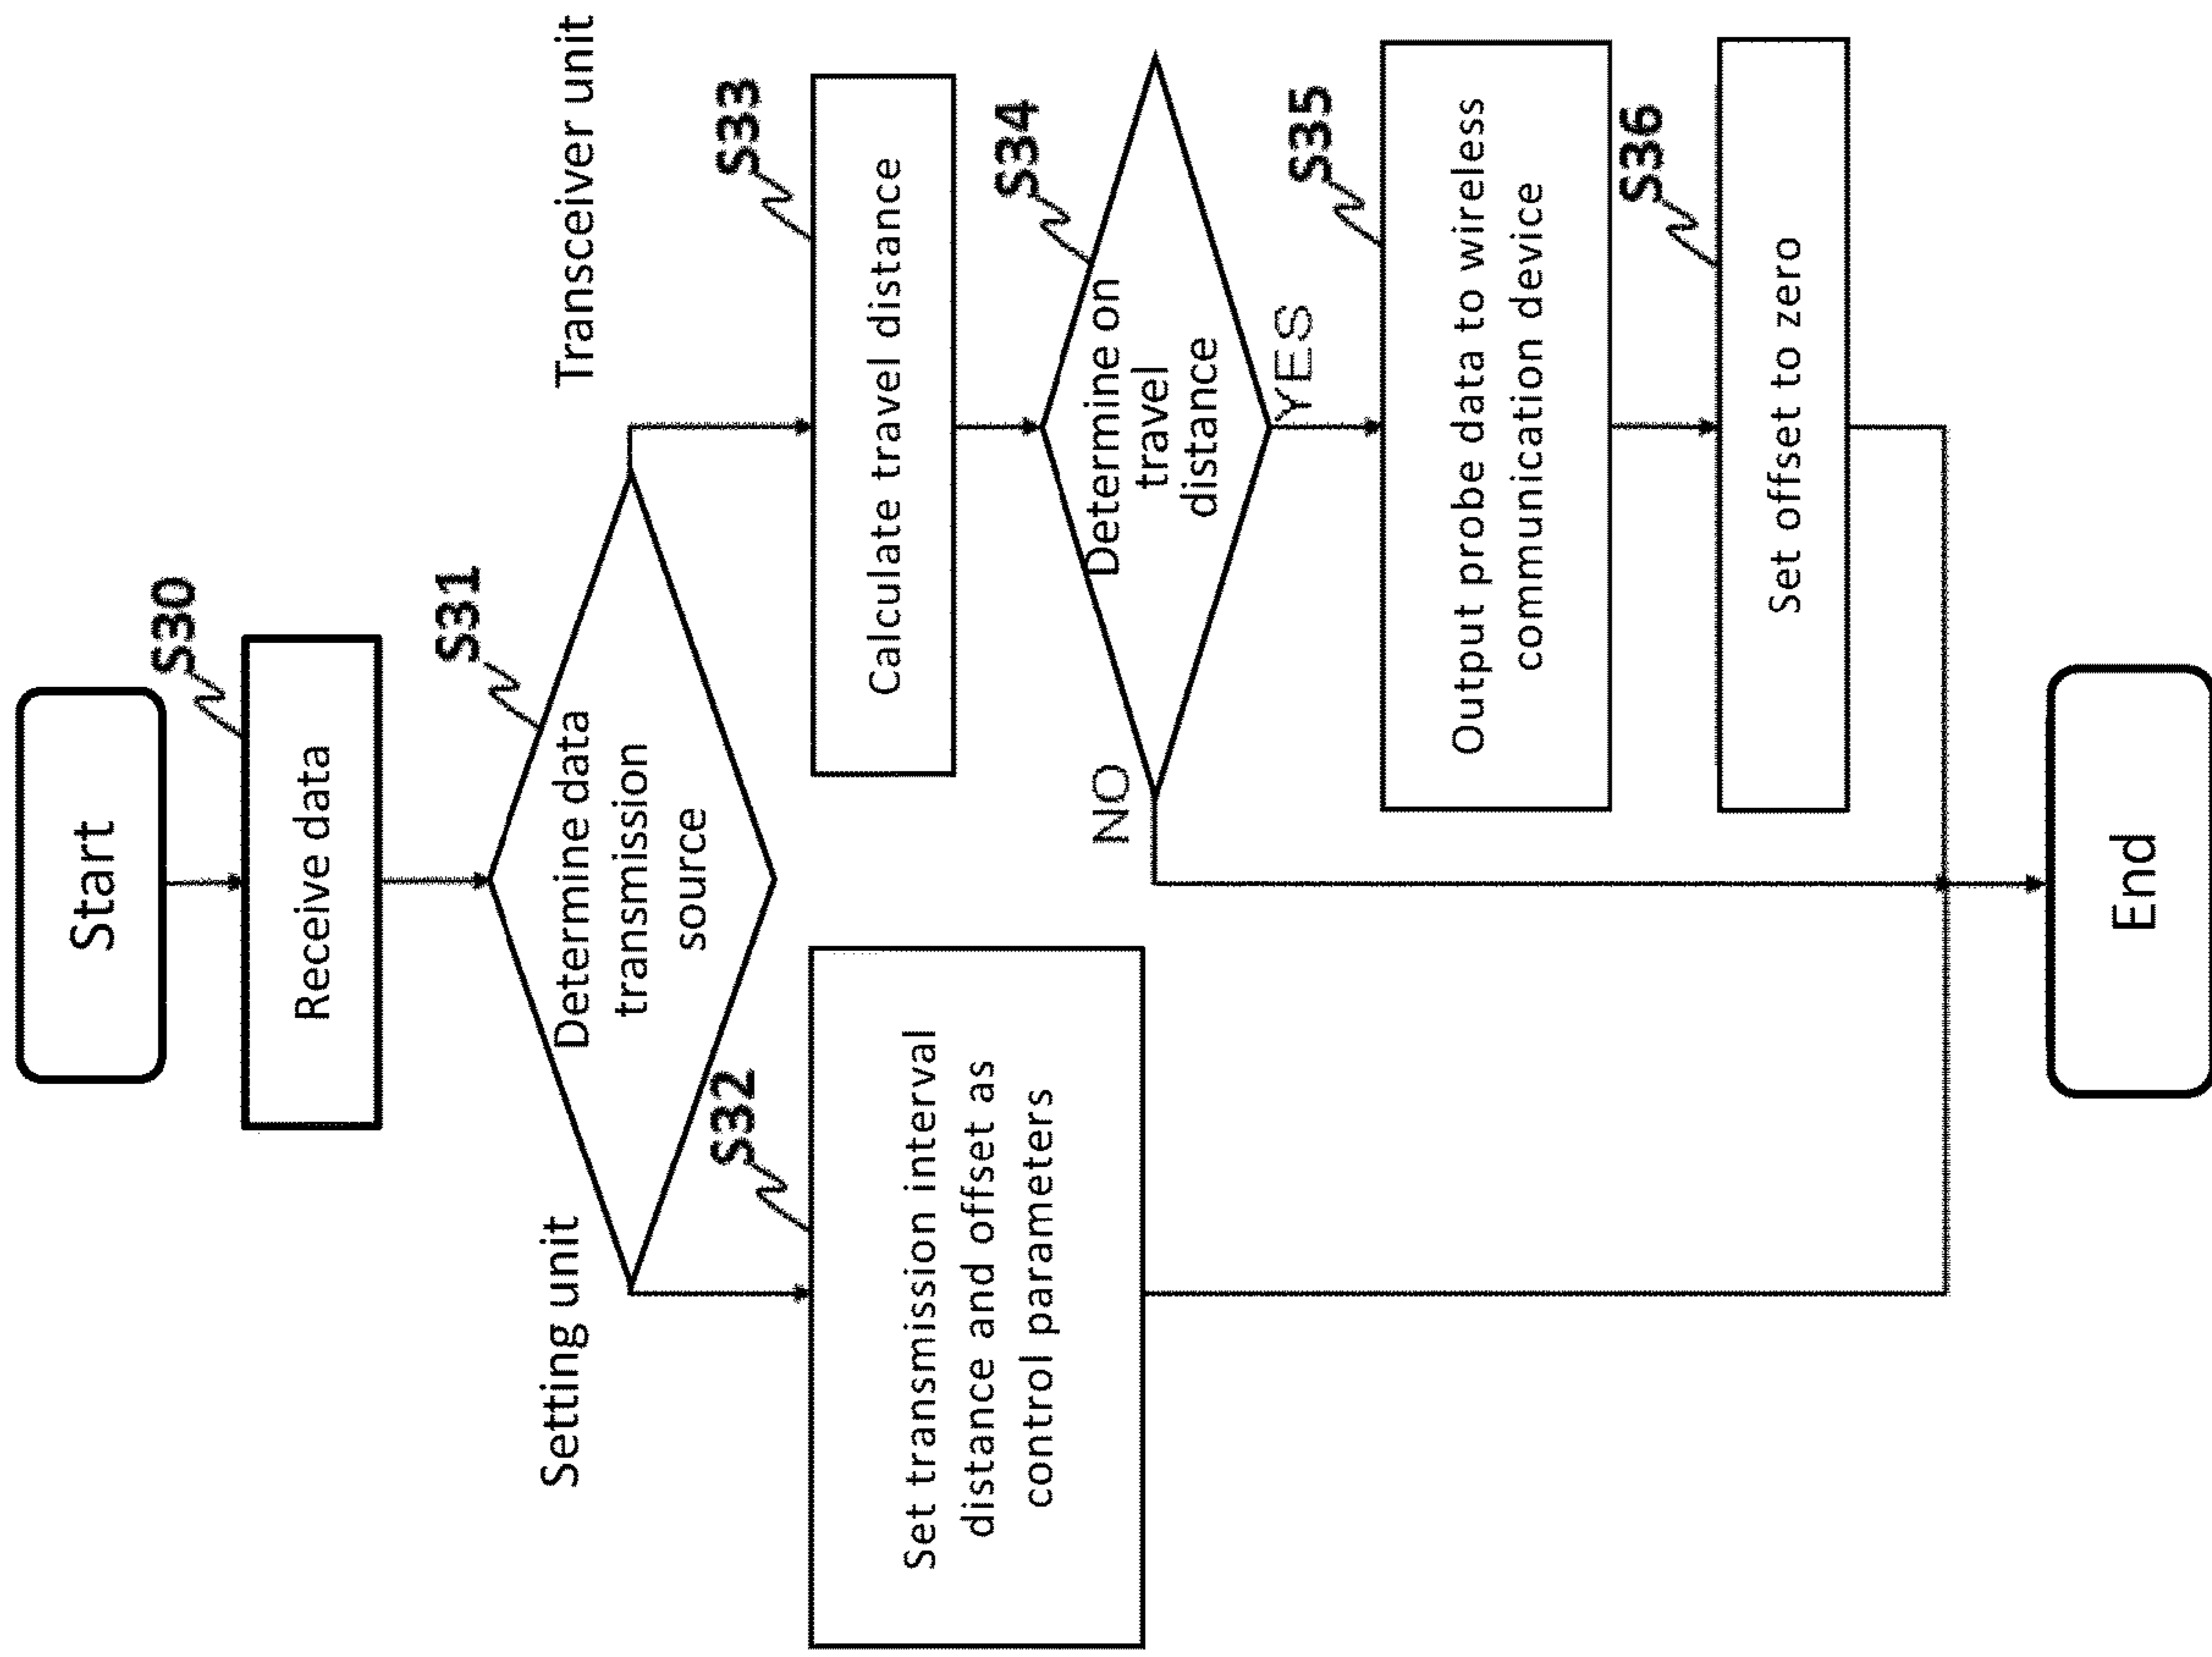 Start
S30
Receive data
S31
Determine data
transmission
source
Setting unit
Transceiver unit
S32
Set transmission interval
distance and offset as
control parameters
S33
Calculate travel distance
S34
Determine on
travel
distance
NO
YES
S35
Output probe data to wireless
communication device
S36
Set offset to zero
End